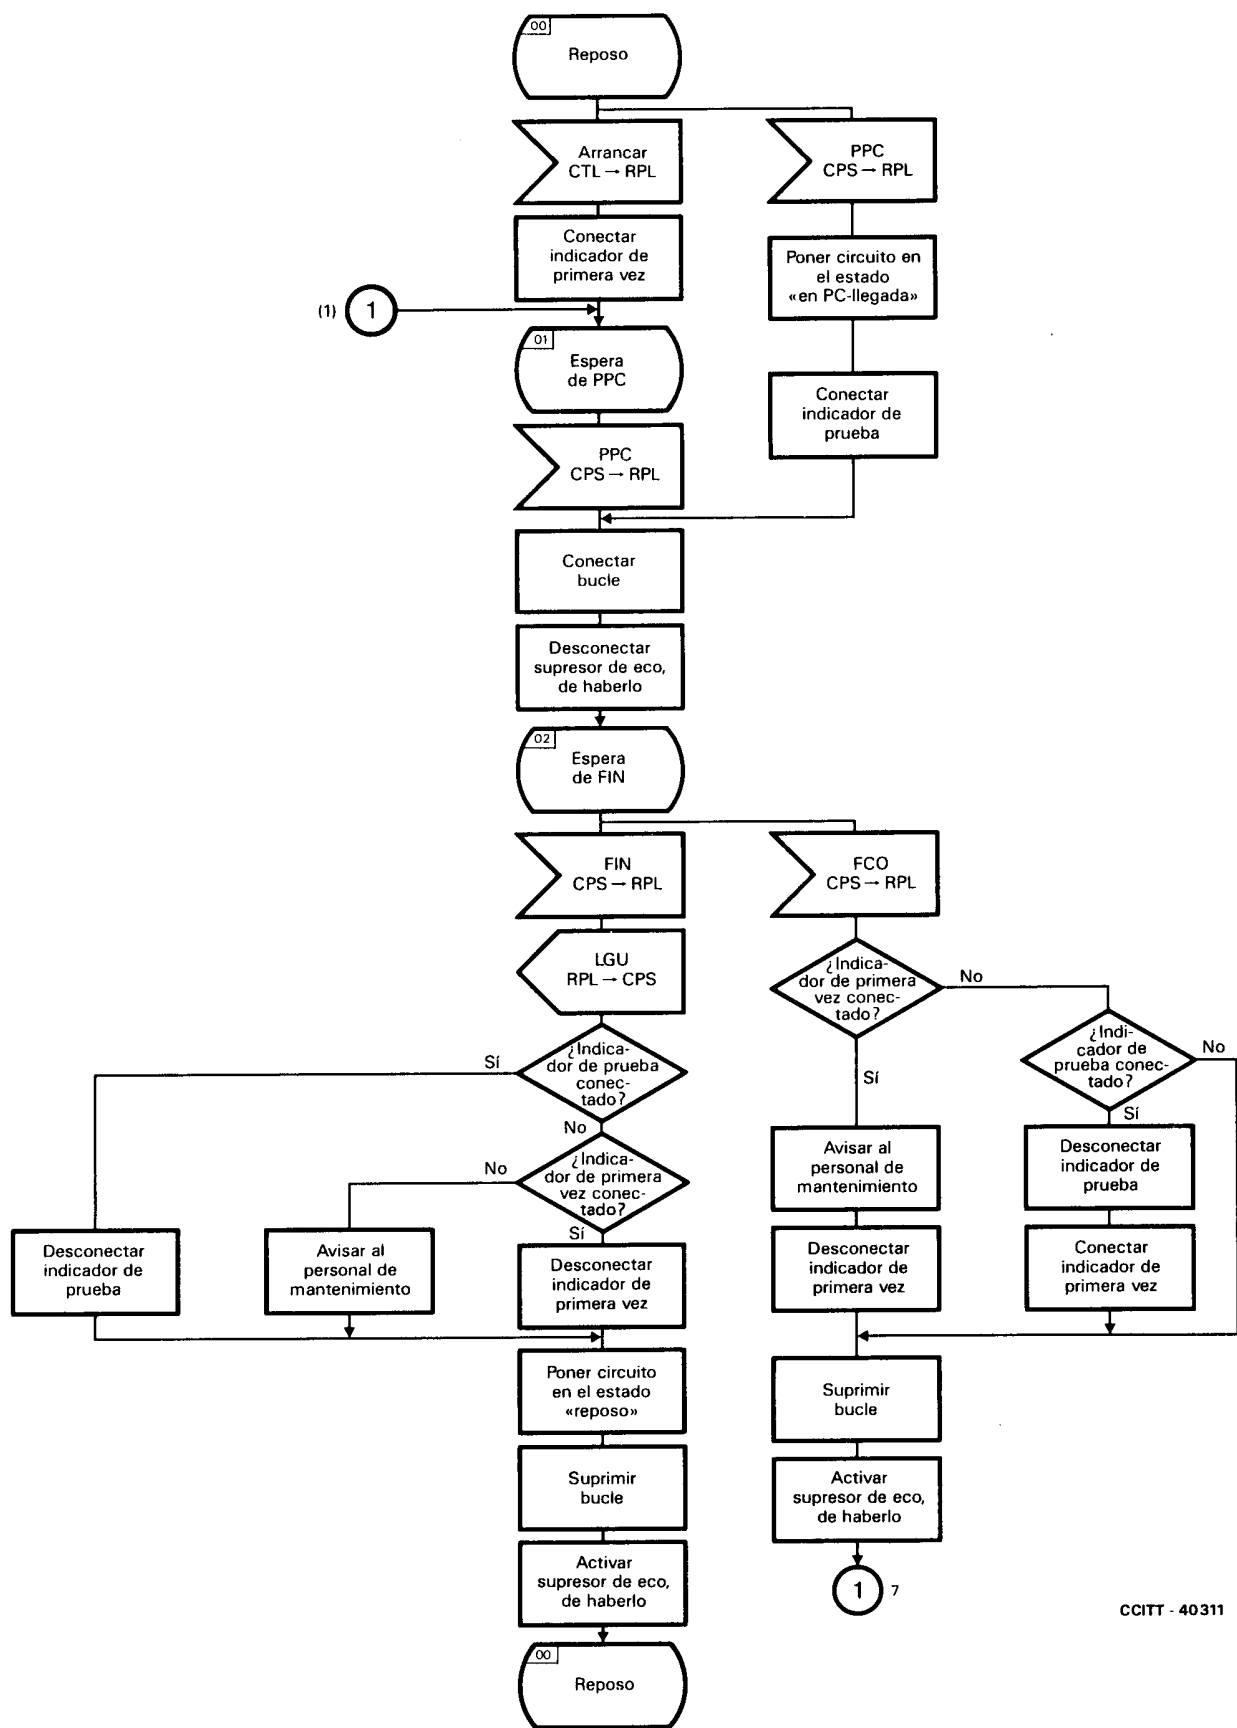 00
Reposo
Arrancar
CTL → RPL
PPC
CPS → RPL
Conectar
indicador de
primera vez
Poner circuito en
el estado
«en PC-llegada»
(1) 1
01
Espera
de PPC
Conectar
indicador de
prueba
PPC
CPS → RPL
Conectar
bucle
Desconectar
supresor de eco,
de haberlo
02
Espera
de FIN
FIN
CPS → RPL
FCO
CPS → RPL
LGU
RPL → CPS
¿Indica-
dor de primera
vez conec-
tado?
No
Sí
¿Indi-
cador de
prueba conec-
tado?
No
Sí
¿Indica-
dor de prueba
conec-
tado?
Sí
No
¿Indica-
dor de primera
vez conec-
tado?
No
Sí
Avisar al
personal de
mantenimiento
Desconectar
indicador de
prueba
Desconectar
indicador de
prueba
Avisar al
personal de
mantenimiento
Desconectar
indicador de
primera vez
Desconectar
indicador de
primera vez
Conectar
indicador de
primera vez
Poner circuito
en el estado
«reposo»
Suprimir
bucle
Suprimir
bucle
Activar
supresor de eco,
de haberlo
Activar
supresor de eco,
de haberlo
1 7
CCITT - 40311
00
Reposo